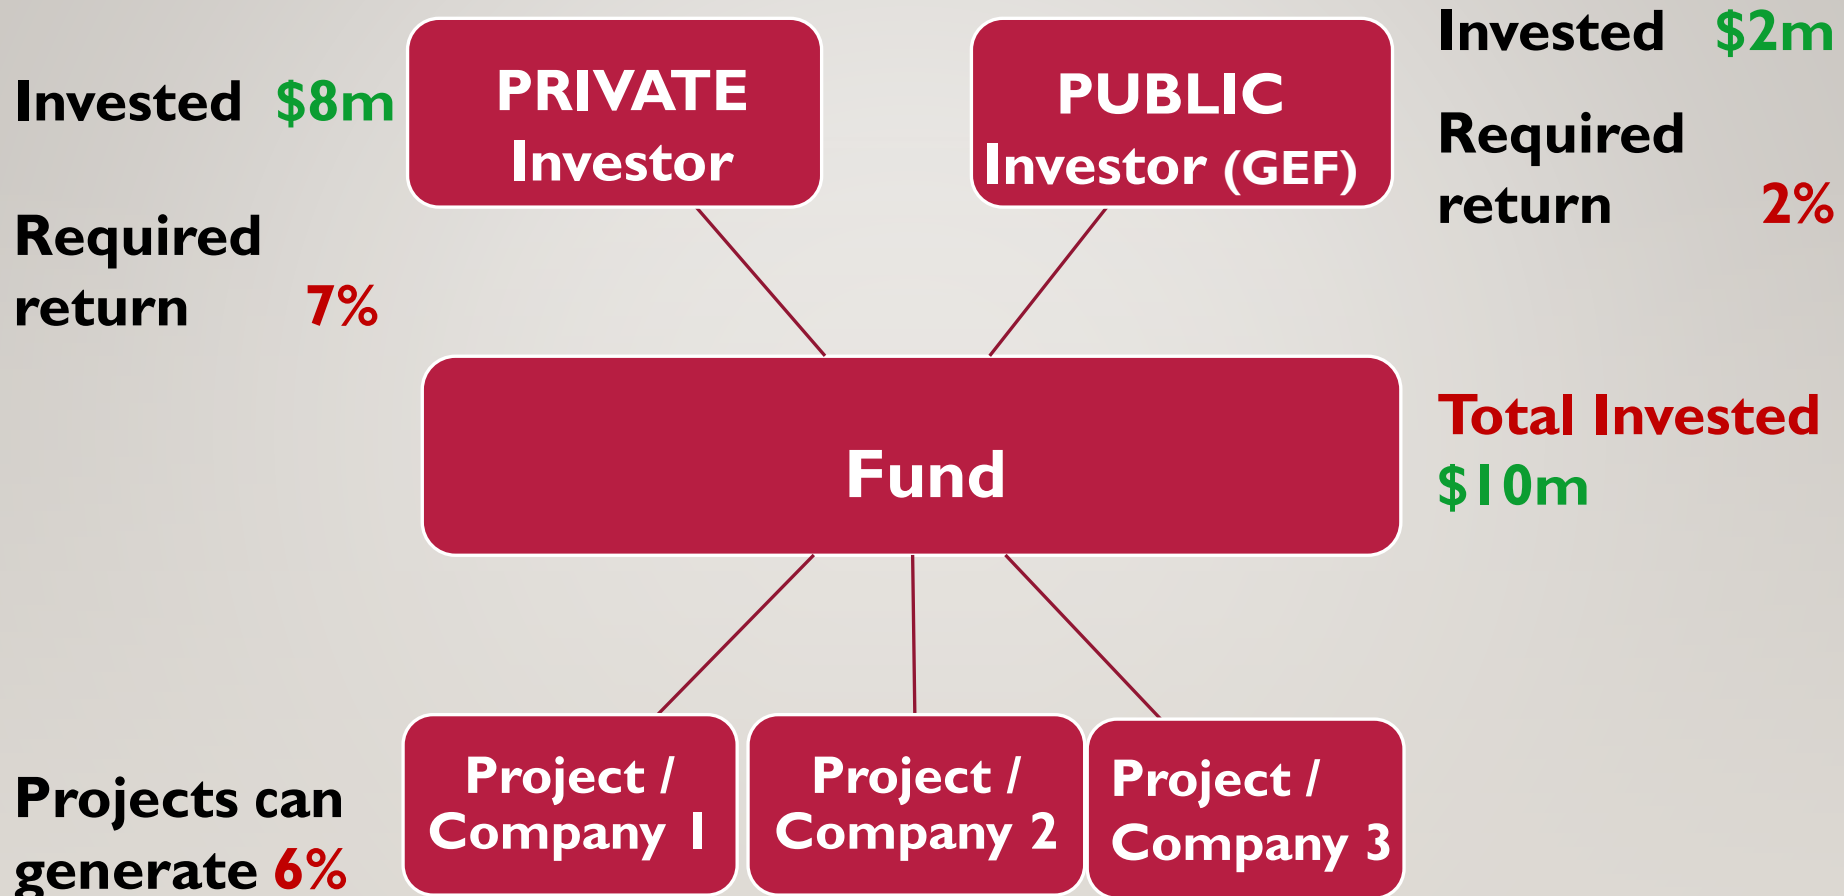 Invested $8m
Required
return 7%
PRIVATE
Investor
PUBLIC
Investor (GEF)
Invested $2m
Required
return 2%
Fund
Total Invested
$10m
Projects can
generate 6%
Project /
Company 1
Project /
Company 2
Project /
Company 3